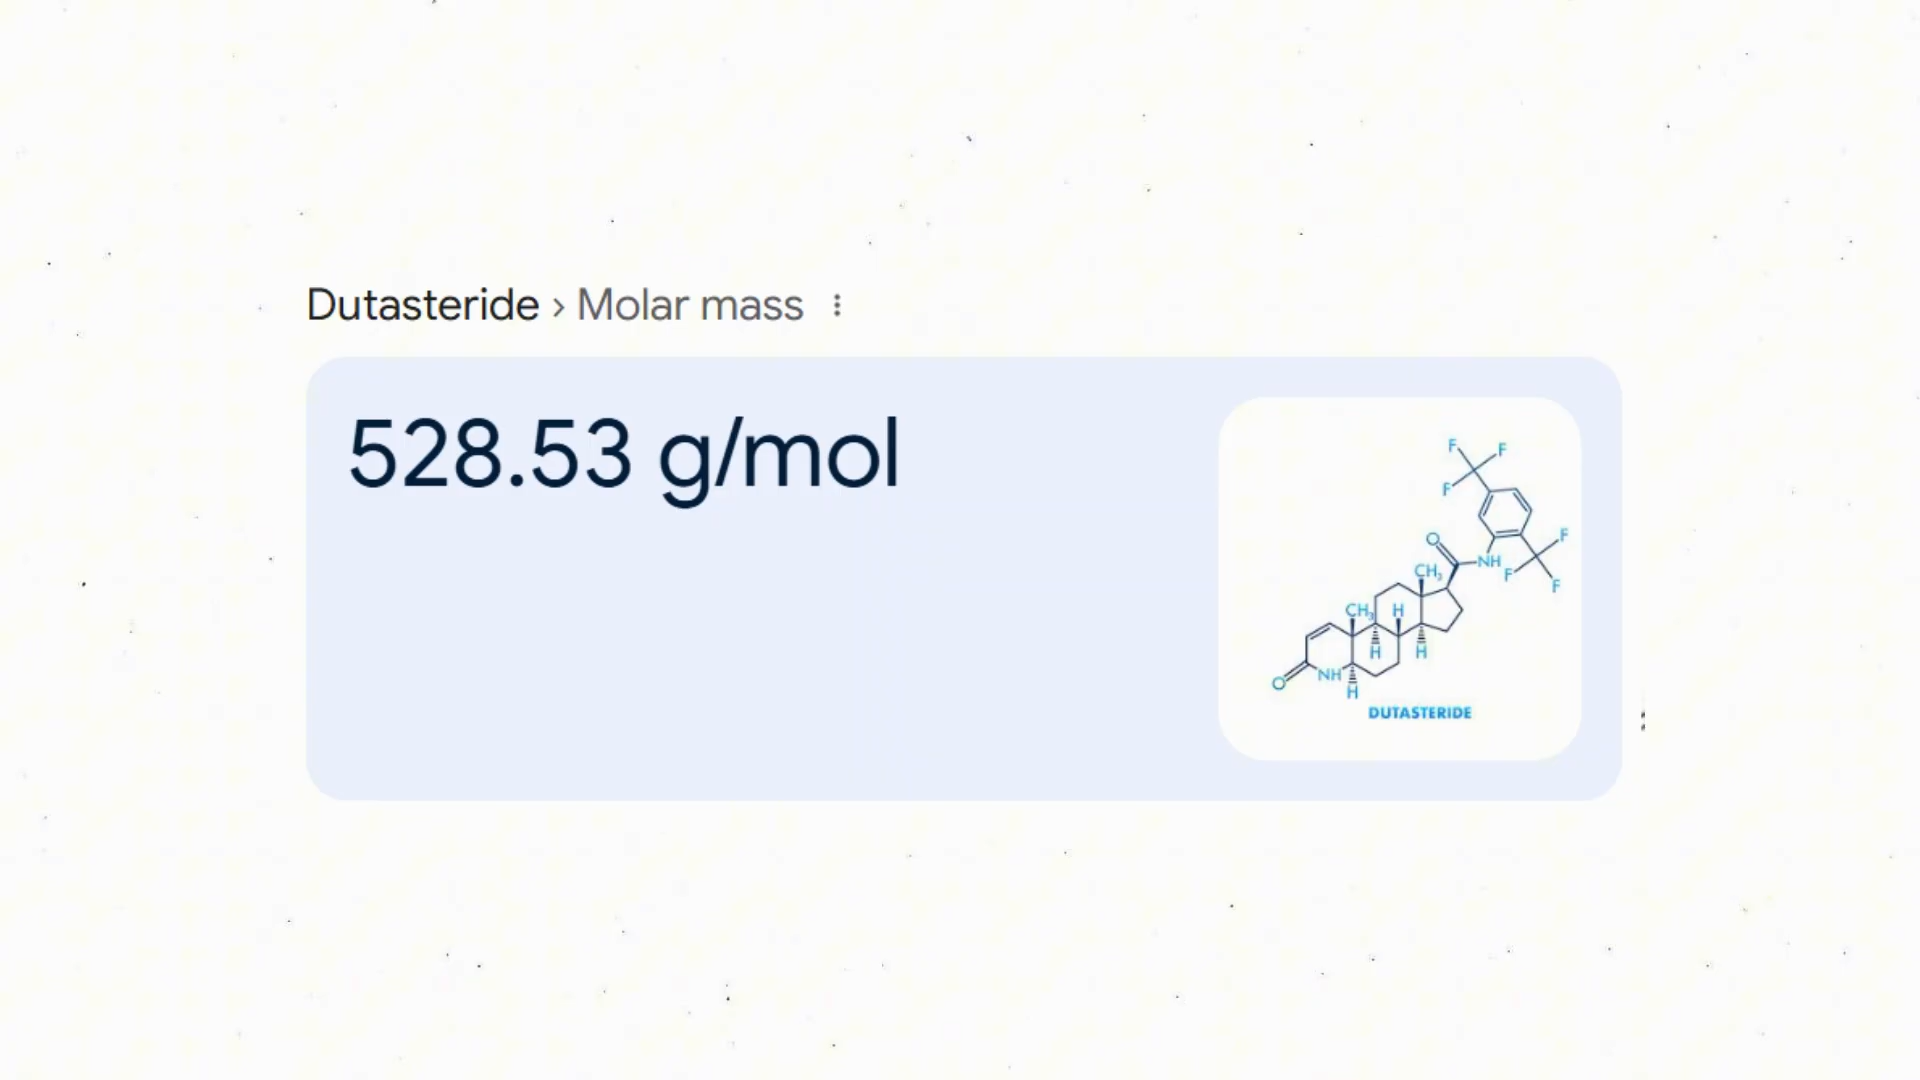 Dutasteride › Molar mass
528.53 g/mol
F
F
F
F
O
NH
F
F
CH₃
CH₃
H
H
H
NH
O
H
DUTASTERIDE